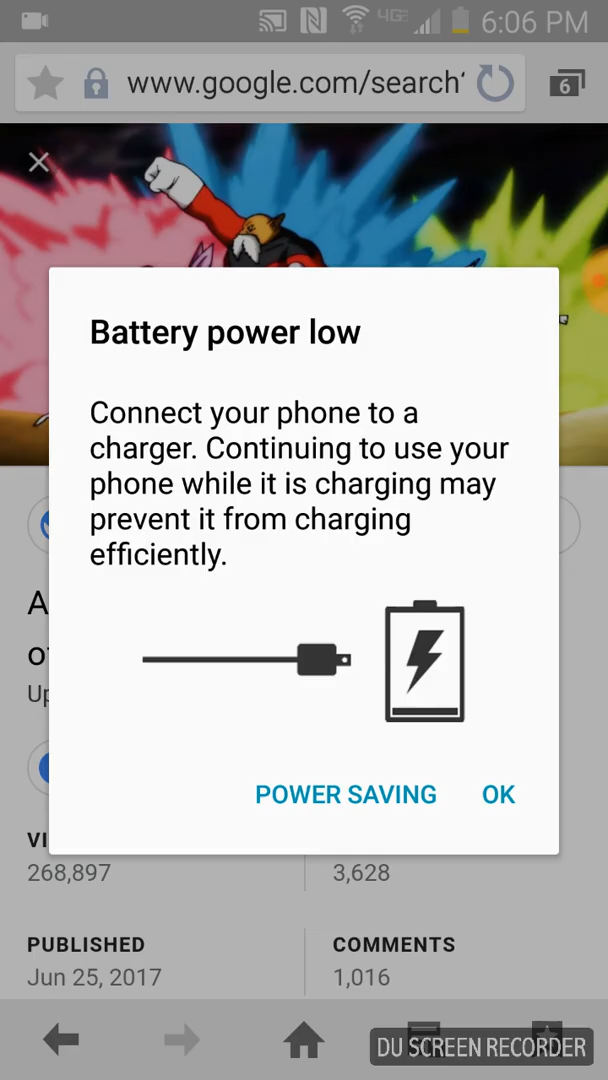 4G 6:06 PM
www.google.com/search
6
Battery power low
Connect your phone to a
charger. Continuing to use your
phone while it is charging may
prevent it from charging
efficiently.
POWER SAVING OK
268,897 3,628
PUBLISHED COMMENTS
Jun 25, 2017 1,016
DU SCREEN RECORDER